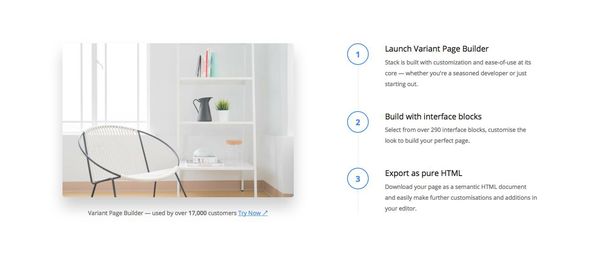 Variant Page Builder — used by over 17,000 customers Try Now ↗
1
Launch Variant Page Builder
Stack is built with customization and ease-of-use at its
core — whether you're a seasoned developer or just
starting out.
2
Build with interface blocks
Select from over 290 interface blocks, customise the
look to build your perfect page.
3
Export as pure HTML
Download your page as a semantic HTML document
and easily make further customisations and additions in
your editor.